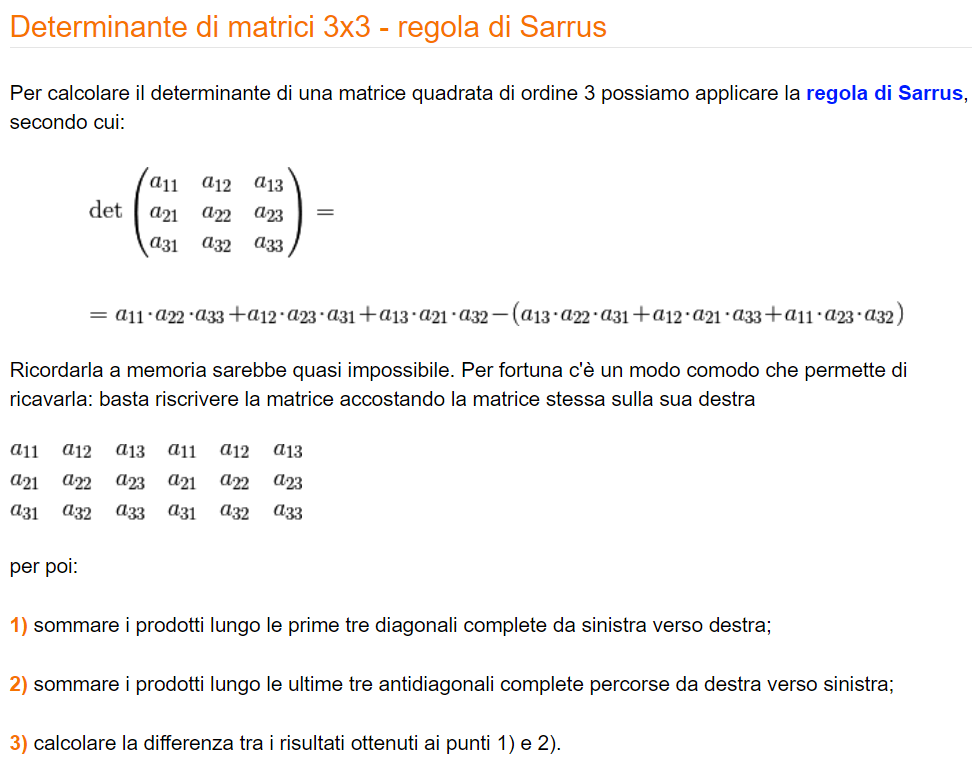 Determinante di matrici 3x3 - regola di Sarrus
Per calcolare il determinante di una matrice quadrata di ordine 3 possiamo applicare la regola di Sarrus,
secondo cui:
a11 a12 a13
det a21 a22 a23 =
a31 a32 a33
= a11·a22·a33+a12·a23·a31+a13·a21·a32−(a13·a22·a31+a12·a21·a33+a11·a23·a32)
Ricordarla a memoria sarebbe quasi impossibile. Per fortuna c'è un modo comodo che permette di
ricavarla: basta riscrivere la matrice accostando la matrice stessa sulla sua destra
a11 a12 a13 a11 a12 a13
a21 a22 a23 a21 a22 a23
a31 a32 a33 a31 a32 a33
per poi:
1) sommare i prodotti lungo le prime tre diagonali complete da sinistra verso destra;
2) sommare i prodotti lungo le ultime tre antidiagonali complete percorse da destra verso sinistra;
3) calcolare la differenza tra i risultati ottenuti ai punti 1) e 2).